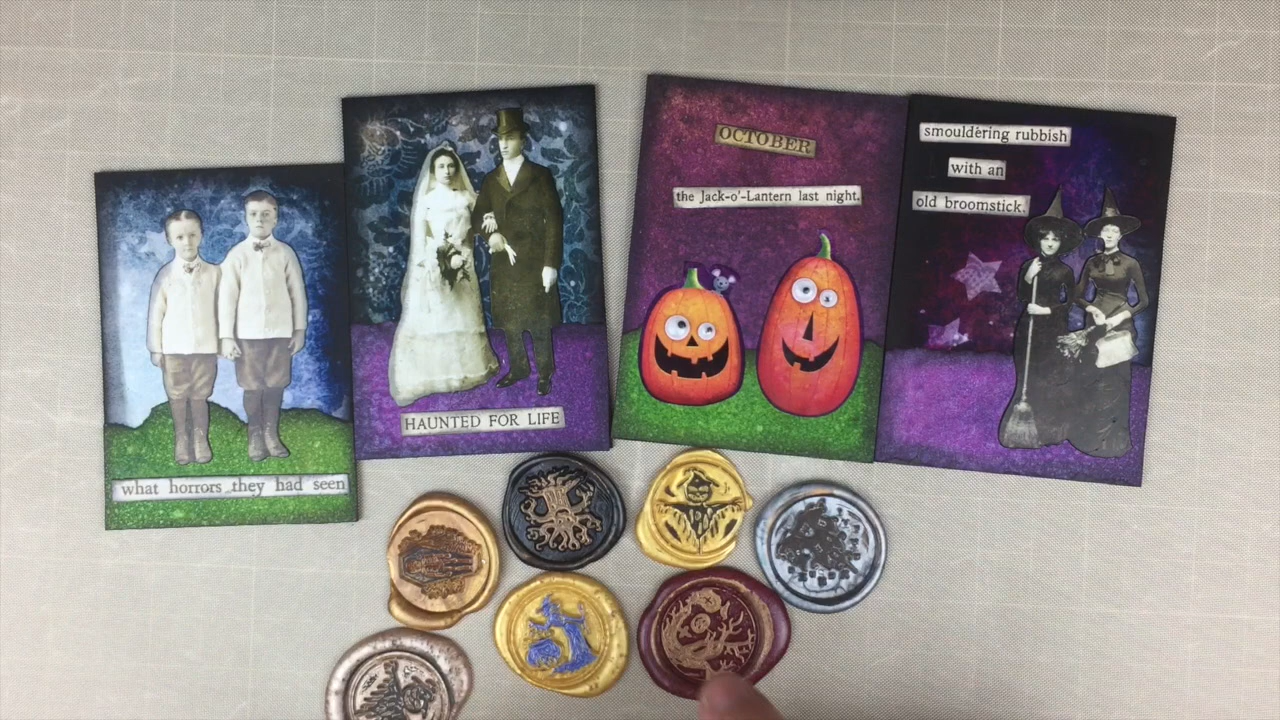 what horrors they had seen
HAUNTED FOR LIFE
OCTOBER
the Jack-o'-Lantern last night.
smouldering rubbish
with an
old broomstick.